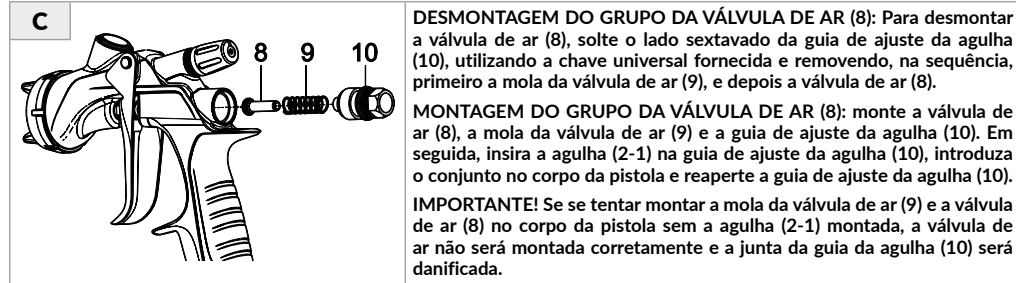 C
8 9 10
DESMONTAGEM DO GRUPO DA VÁLVULA DE AR (8): Para desmontar
a válvula de ar (8), solte o lado sextavado da guia de ajuste da agulha
(10), utilizando a chave universal fornecida e removendo, na sequência,
primeiro a mola da válvula de ar (9), e depois a válvula de ar (8).
MONTAGEM DO GRUPO DA VÁLVULA DE AR (8): monte a válvula de
ar (8), a mola da válvula de ar (9) e a guia de ajuste da agulha (10). Em
seguida, insira a agulha (2-1) na guia de ajuste da agulha (10), introduza
o conjunto no corpo da pistola e reaperte a guia de ajuste da agulha (10).
IMPORTANTE! Se se tentar montar a mola da válvula de ar (9) e a válvula
de ar (8) no corpo da pistola sem a agulha (2-1) montada, a válvula de
ar não será montada corretamente e a junta da guia da agulha (10) será
danificada.